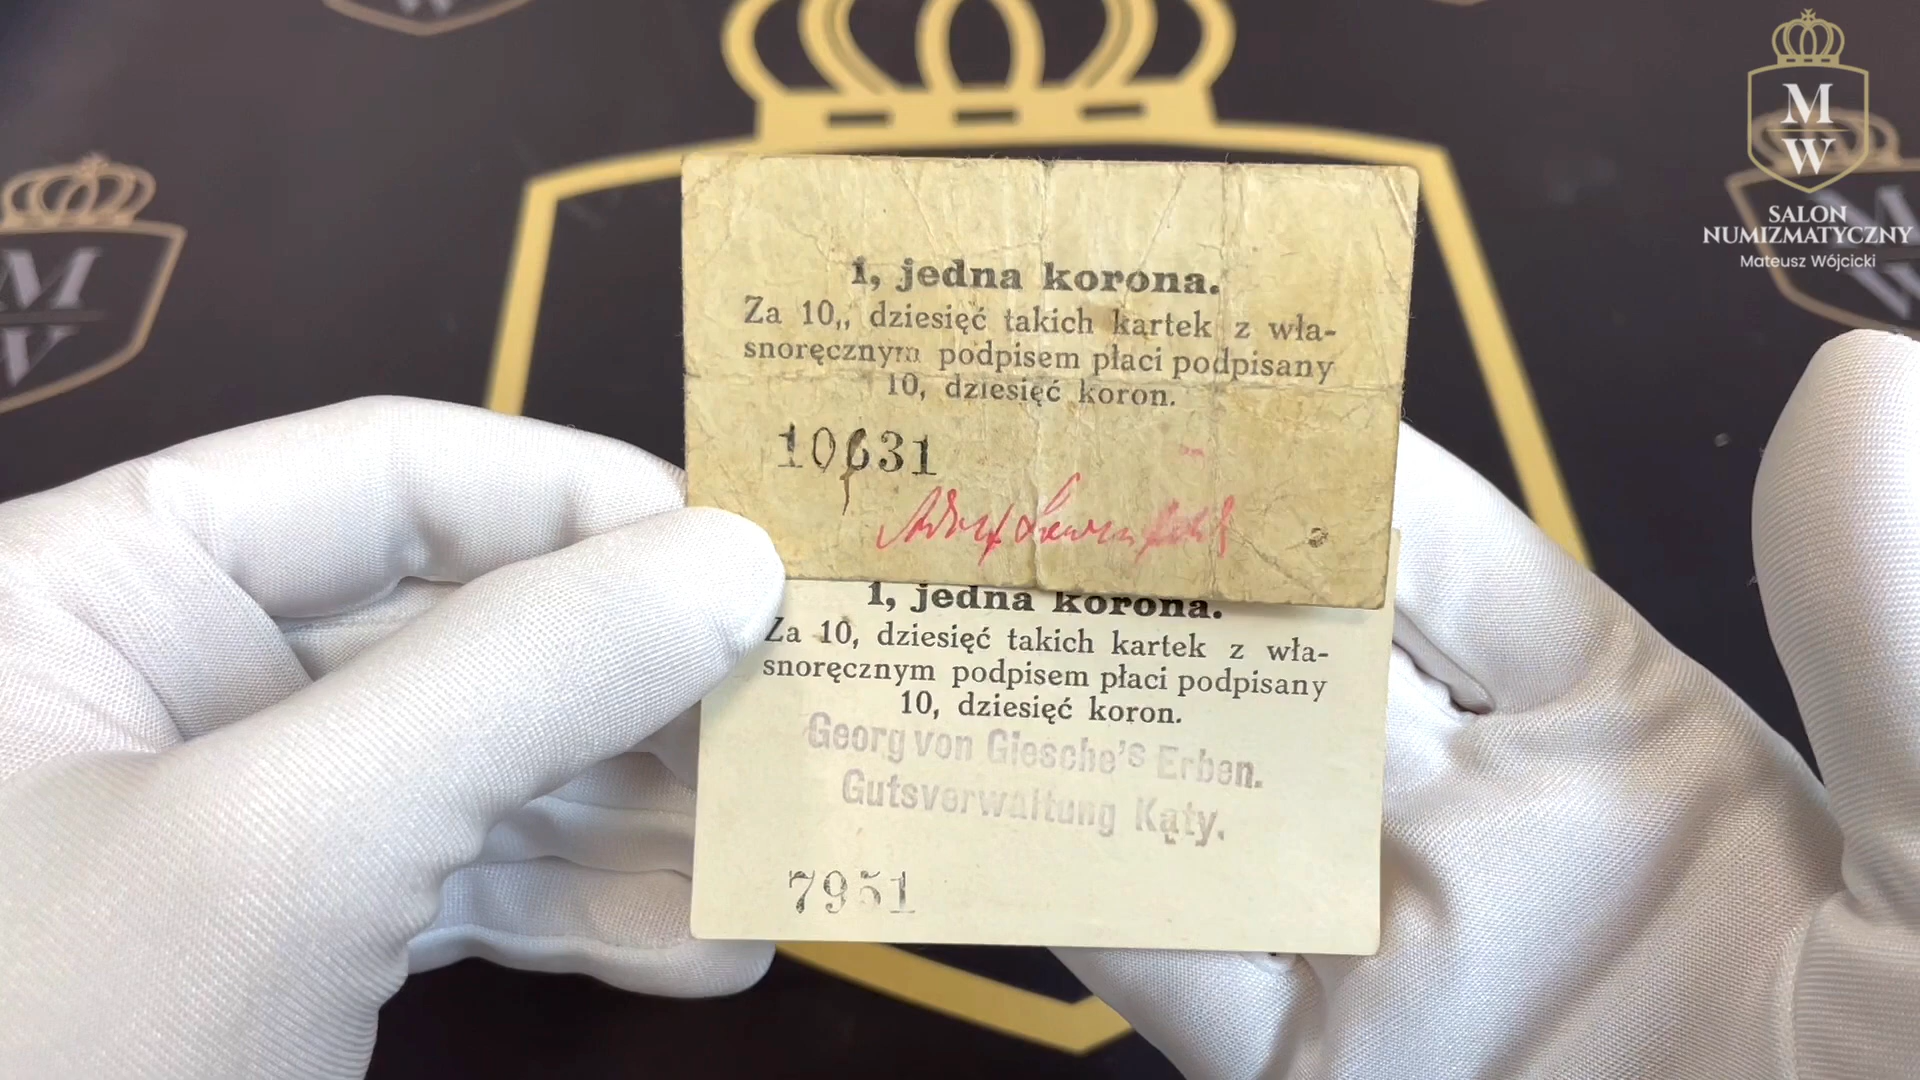 M
W
SALON
NUMIZMATYCZNY
Mateusz Wójcicki
M
W
1, jedna korona.
Za 10,, dziesięć takich kartek z wła-
snoręcznym podpisem płaci podpisany
10, dziesięć koron.
10631
Adolf
1, jedna korona.
Za 10, dziesięć takich kartek z wła-
snoręcznym podpisem płaci podpisany
10, dziesięć koron.
Georg von Giesche's Erben.
Gutsverwaltung Kąty.
7951